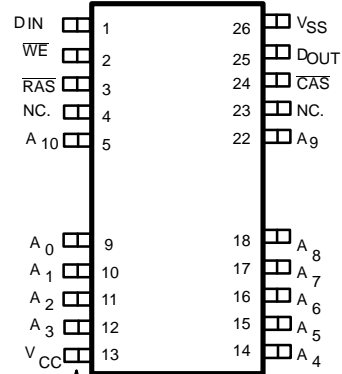 DIN 1 26 VSS
WE 2 25 DOUT
RAS 3 24 CAS
NC. 4 23 NC.
A10 5 22 A9
A0 9 18 A8
A1 10 17 A7
A2 11 16 A6
A3 12 15 A5
VCC 13 14 A4